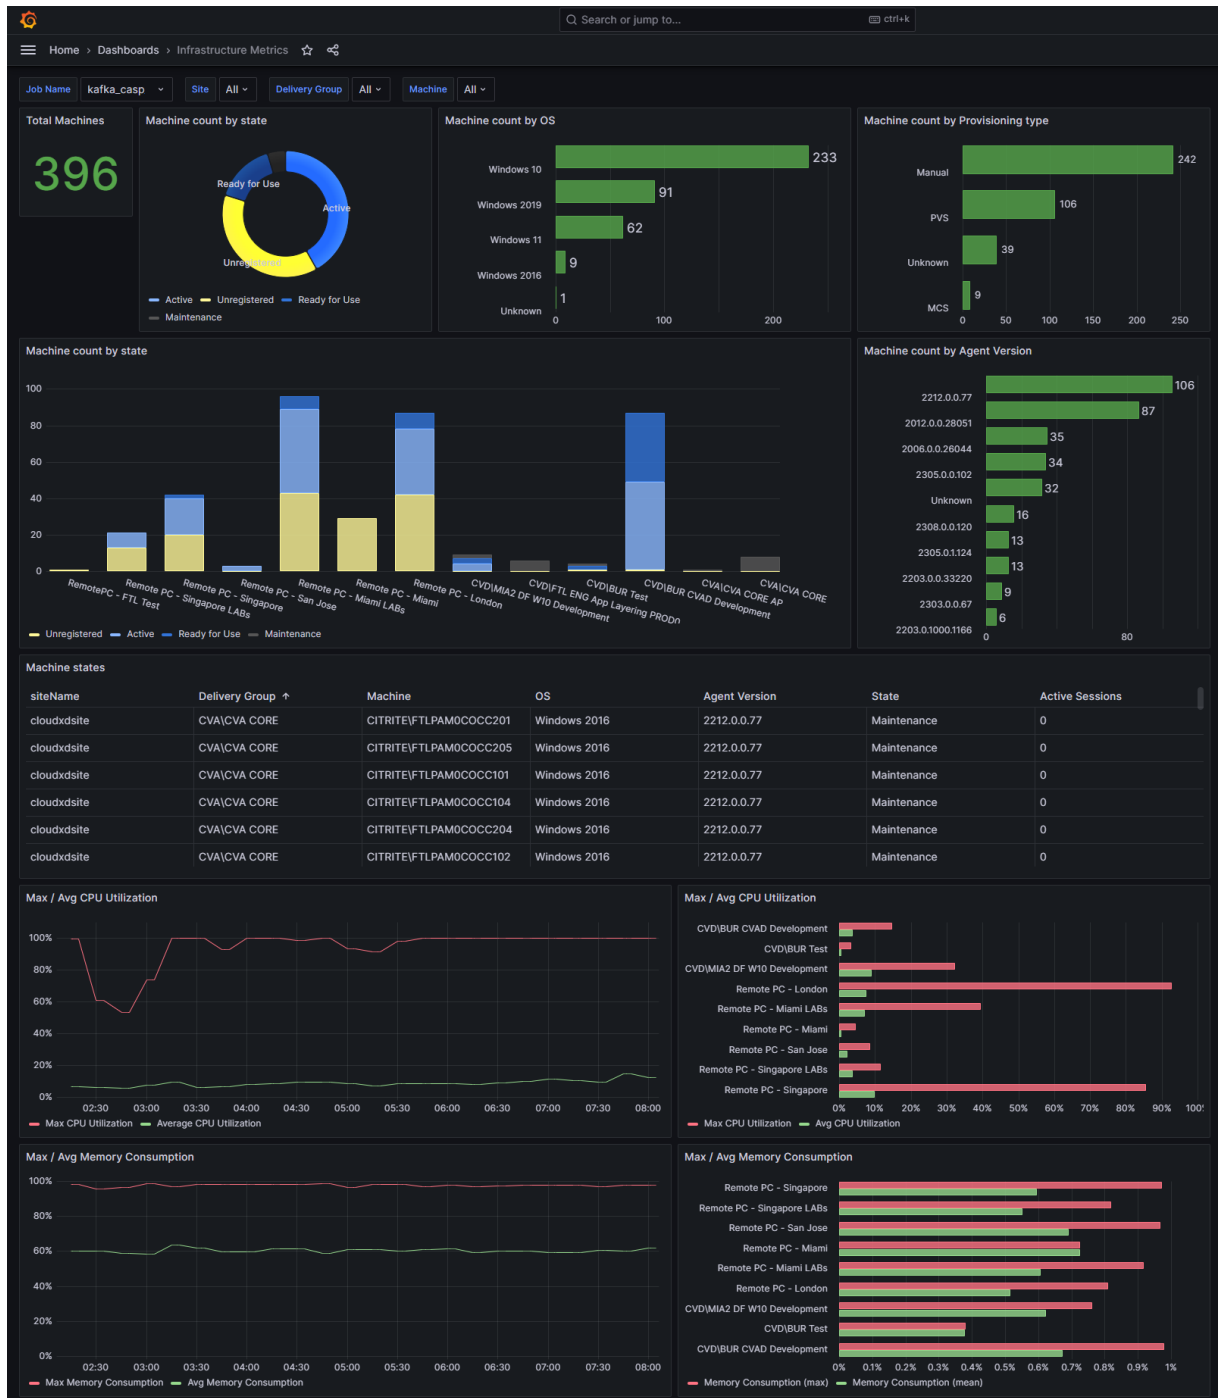 Search or jump to...
ctrl+k
Home › Dashboards › Infrastructure Metrics
Job Name kafka_casp Site All Delivery Group All Machine All
Total Machines
396
Machine count by state
Ready for Use
Active
Unregistered
Active Unregistered Ready for Use
Maintenance
Machine count by OS
Windows 10 233
Windows 2019 91
Windows 11 62
Windows 2016 9
Unknown 1
0 100 200
Machine count by Provisioning type
Manual 242
PVS 106
Unknown 39
MCS 9
0 50 100 150 200 250
Machine count by state
100
80
60
40
20
0
RemotePC - FTL Test
Remote PC - Singapore LABs
Remote PC - Singapore
Remote PC - San Jose
Remote PC - Miami LABs
Remote PC - Miami
Remote PC - London
CVD\MIA2 DF W10 Development
CVD\FTL ENG App Layering PRODn
CVD\BUR Test
CVD\BUR CVAD Development
CVA\CVA CORE AP
CVA\CVA CORE
Unregistered Active Ready for Use Maintenance
Machine count by Agent Version
2212.0.0.77 106
2012.0.0.28051 87
2006.0.0.26044 35
2305.0.0.102 34
Unknown 32
2308.0.0.120 16
2305.0.1.124 13
2203.0.0.33220 13
2303.0.0.67 9
2203.0.1000.1166 6
0 80
Machine states
siteName Delivery Group ↑ Machine OS Agent Version State Active Sessions
cloudxdsite CVA\CVA CORE CITRITE\FTLPAM0COCC201 Windows 2016 2212.0.0.77 Maintenance 0
cloudxdsite CVA\CVA CORE CITRITE\FTLPAM0COCC205 Windows 2016 2212.0.0.77 Maintenance 0
cloudxdsite CVA\CVA CORE CITRITE\FTLPAM0COCC101 Windows 2016 2212.0.0.77 Maintenance 0
cloudxdsite CVA\CVA CORE CITRITE\FTLPAM0COCC104 Windows 2016 2212.0.0.77 Maintenance 0
cloudxdsite CVA\CVA CORE CITRITE\FTLPAM0COCC204 Windows 2016 2212.0.0.77 Maintenance 0
cloudxdsite CVA\CVA CORE CITRITE\FTLPAM0COCC102 Windows 2016 2212.0.0.77 Maintenance 0
Max / Avg CPU Utilization
100%
80%
60%
40%
20%
0%
02:30 03:00 03:30 04:00 04:30 05:00 05:30 06:00 06:30 07:00 07:30 08:00
Max CPU Utilization Average CPU Utilization
Max / Avg CPU Utilization
CVD\BUR CVAD Development
CVD\BUR Test
CVD\MIA2 DF W10 Development
Remote PC - London
Remote PC - Miami LABs
Remote PC - Miami
Remote PC - San Jose
Remote PC - Singapore LABs
Remote PC - Singapore
0% 10% 20% 30% 40% 50% 60% 70% 80% 90% 100
Max CPU Utilization Avg CPU Utilization
Max / Avg Memory Consumption
100%
80%
60%
40%
20%
0%
02:30 03:00 03:30 04:00 04:30 05:00 05:30 06:00 06:30 07:00 07:30 08:00
Max Memory Consumption Avg Memory Consumption
Max / Avg Memory Consumption
Remote PC - Singapore
Remote PC - Singapore LABs
Remote PC - San Jose
Remote PC - Miami
Remote PC - Miami LABs
Remote PC - London
CVD\MIA2 DF W10 Development
CVD\BUR Test
CVD\BUR CVAD Development
0% 0.1% 0.2% 0.3% 0.4% 0.5% 0.6% 0.7% 0.8% 0.9% 1%
Memory Consumption (max) Memory Consumption (mean)